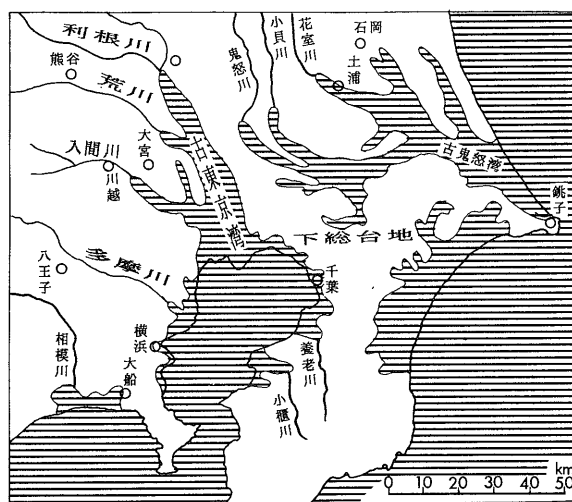 利根川
熊谷
荒川
入間川
川越
大宮
古東京湾
鬼怒川
小貝川
花室川
石岡
土浦
古鬼怒湾
銚子
下総台地
千葉
多摩川
八王子
相模川
横浜
大船
養老川
小櫃川
km
0 10 20 30 40 50